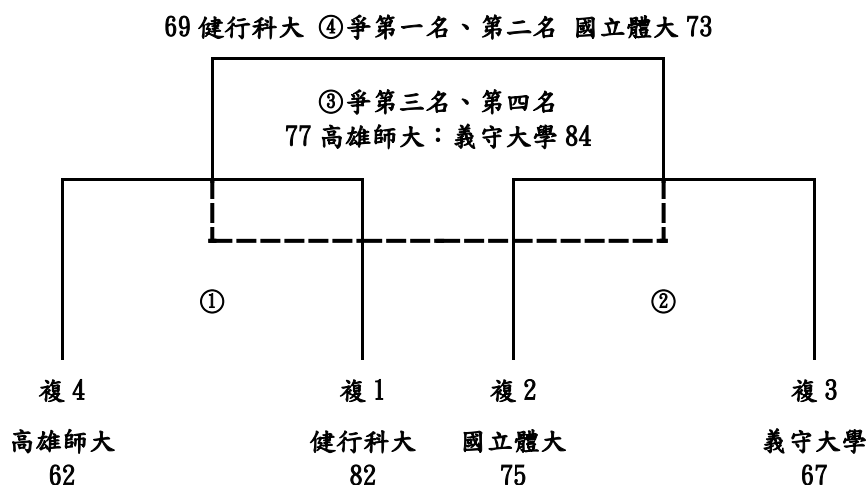 69 健行科大 ④爭第一名、第二名 國立體大 73
③爭第三名、第四名
77 高雄師大：義守大學 84
① ②
複 4 複 1 複 2 複 3
高雄師大 健行科大 國立體大 義守大學
62 82 75 67